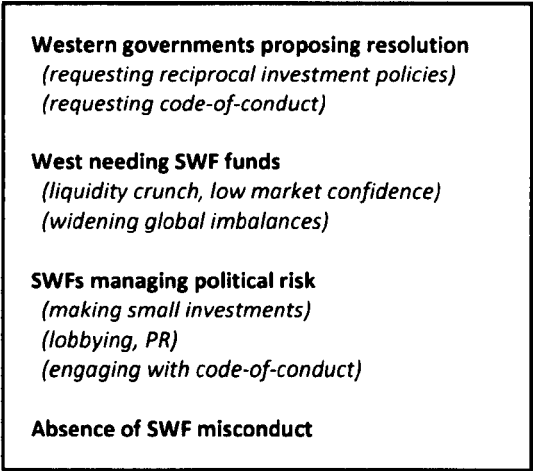 Western governments proposing resolution
(requesting reciprocal investment policies)
(requesting code-of-conduct)
West needing SWF funds
(liquidity crunch, low market confidence)
(widening global imbalances)
SWFs managing political risk
(making small investments)
(lobbying, PR)
(engaging with code-of-conduct)
Absence of SWF misconduct